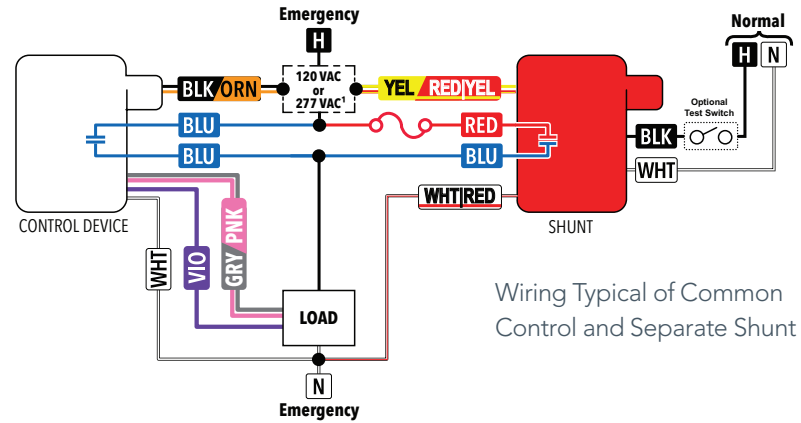 Emergency
H
Normal
H N
120 VAC
or
277 VAC¹
BLK/ORN
YEL/RED|YEL
Optional
Test Switch
BLU
RED
BLK
BLU
BLU
WHT
WHT|RED
CONTROL DEVICE
SHUNT
WHT
VIO
GRY/PNK
LOAD
Wiring Typical of Common
Control and Separate Shunt
N
Emergency